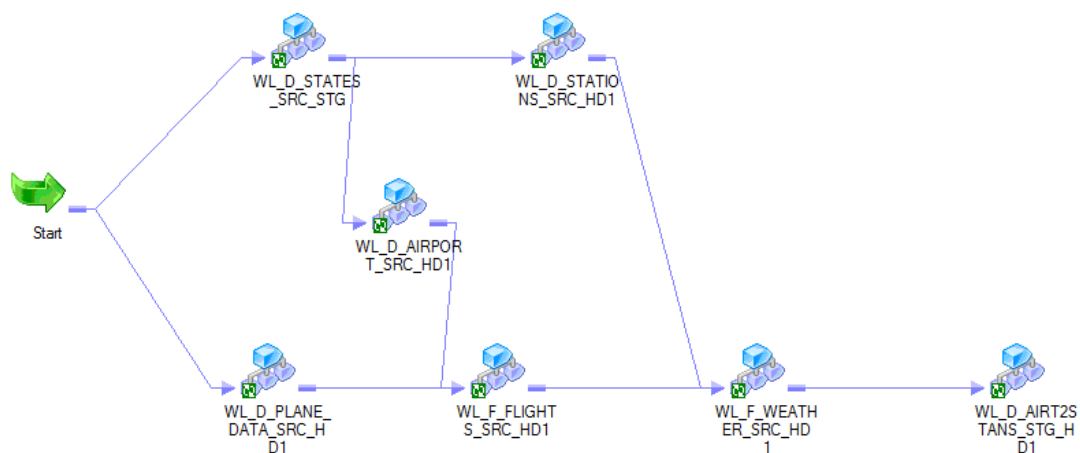 WL_D_STATES
_SRC_STG
WL_D_STATIO
NS_SRC_HD1
Start
WL_D_AIRPOR
T_SRC_HD1
WL_D_PLANE_
DATA_SRC_H
D1
WL_F_FLIGHT
S_SRC_HD1
WL_F_WEATH
ER_SRC_HD
1
WL_D_AIRT2S
TANS_STG_H
D1